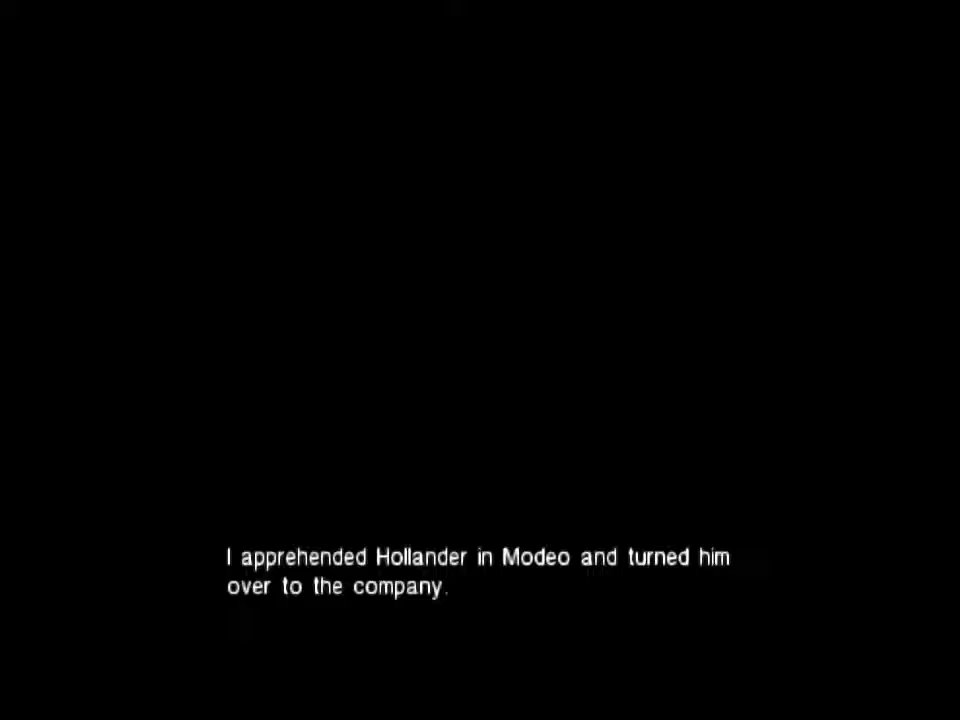 I apprehended Hollander in Modeo and turned him
over to the company.